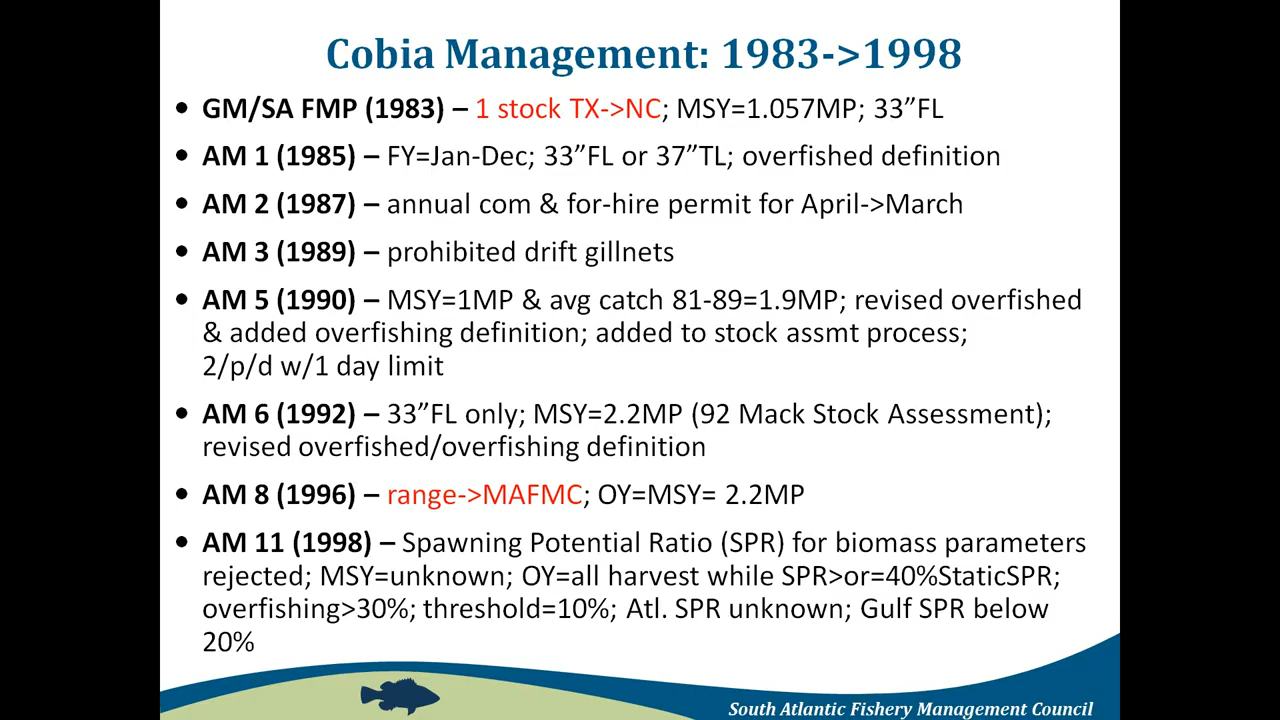 Cobia Management: 1983->1998
• GM/SA FMP (1983) – 1 stock TX->NC; MSY=1.057MP; 33”FL
• AM 1 (1985) – FY=Jan-Dec; 33”FL or 37”TL; overfished definition
• AM 2 (1987) – annual com & for-hire permit for April->March
• AM 3 (1989) – prohibited drift gillnets
• AM 5 (1990) – MSY=1MP & avg catch 81-89=1.9MP; revised overfished
& added overfishing definition; added to stock assmt process;
2/p/d w/1 day limit
• AM 6 (1992) – 33”FL only; MSY=2.2MP (92 Mack Stock Assessment);
revised overfished/overfishing definition
• AM 8 (1996) – range->MAFMC; OY=MSY= 2.2MP
• AM 11 (1998) – Spawning Potential Ratio (SPR) for biomass parameters
rejected; MSY=unknown; OY=all harvest while SPR>or=40%StaticSPR;
overfishing>30%; threshold=10%; Atl. SPR unknown; Gulf SPR below
20%
South Atlantic Fishery Management Council